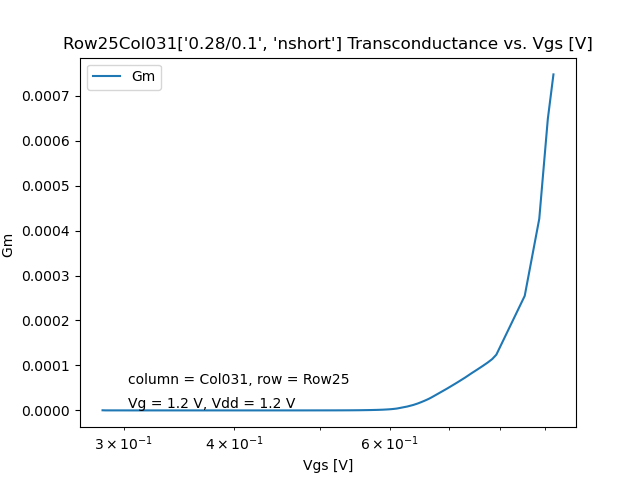 Row25Col031['0.28/0.1', 'nshort'] Transconductance vs. Vgs [V]
Gm
0.0007
0.0006
0.0005
0.0004
0.0003
0.0002
0.0001
0.0000
Gm
column = Col031, row = Row25
Vg = 1.2 V, Vdd = 1.2 V
3 × 10⁻¹ 4 × 10⁻¹ 6 × 10⁻¹
Vgs [V]